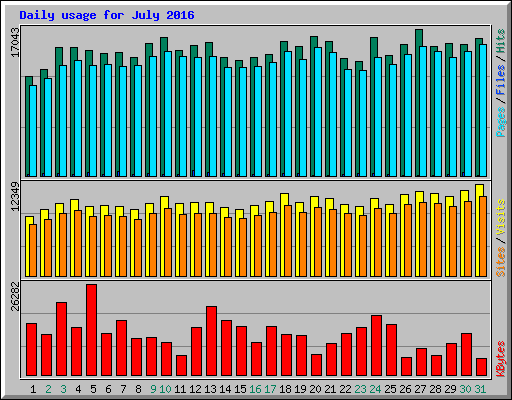 Daily usage for July 2016
17043
Pages / Files / Hits
12349
Sites / Visits
26282
KBytes
1 2 3 4 5 6 7 8 9 10 11 12 13 14 15 16 17 18 19 20 21 22 23 24 25 26 27 28 29 30 31